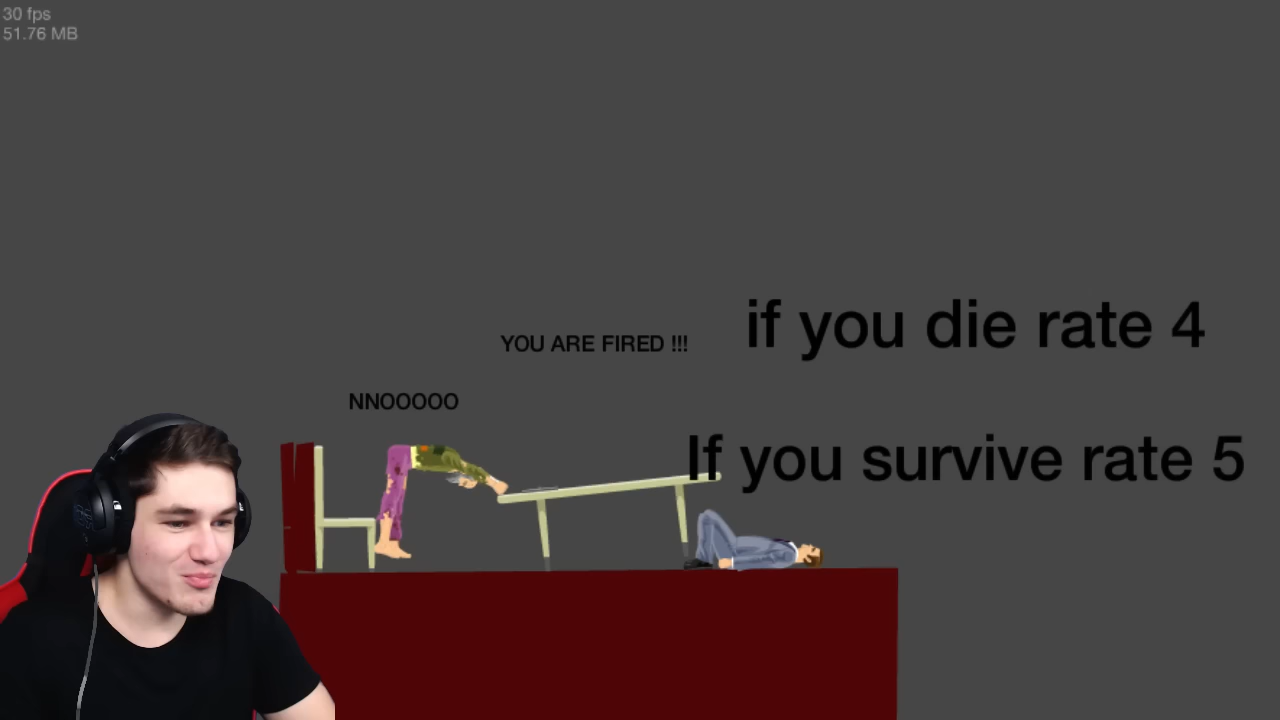 30 fps
51.76 MB
if you die rate 4
YOU ARE FIRED !!!
NNOOOOO
If you survive rate 5